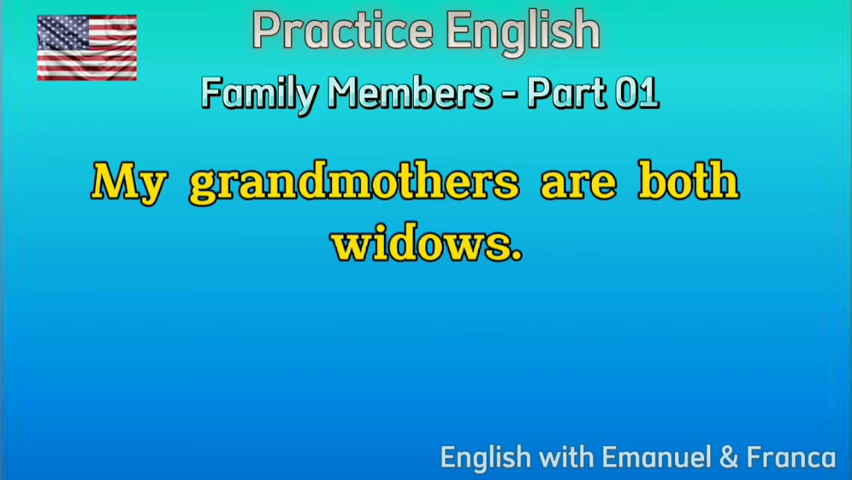 Practice English
Family Members - Part 01
My grandmothers are both
widows.
English with Emanuel & Franca